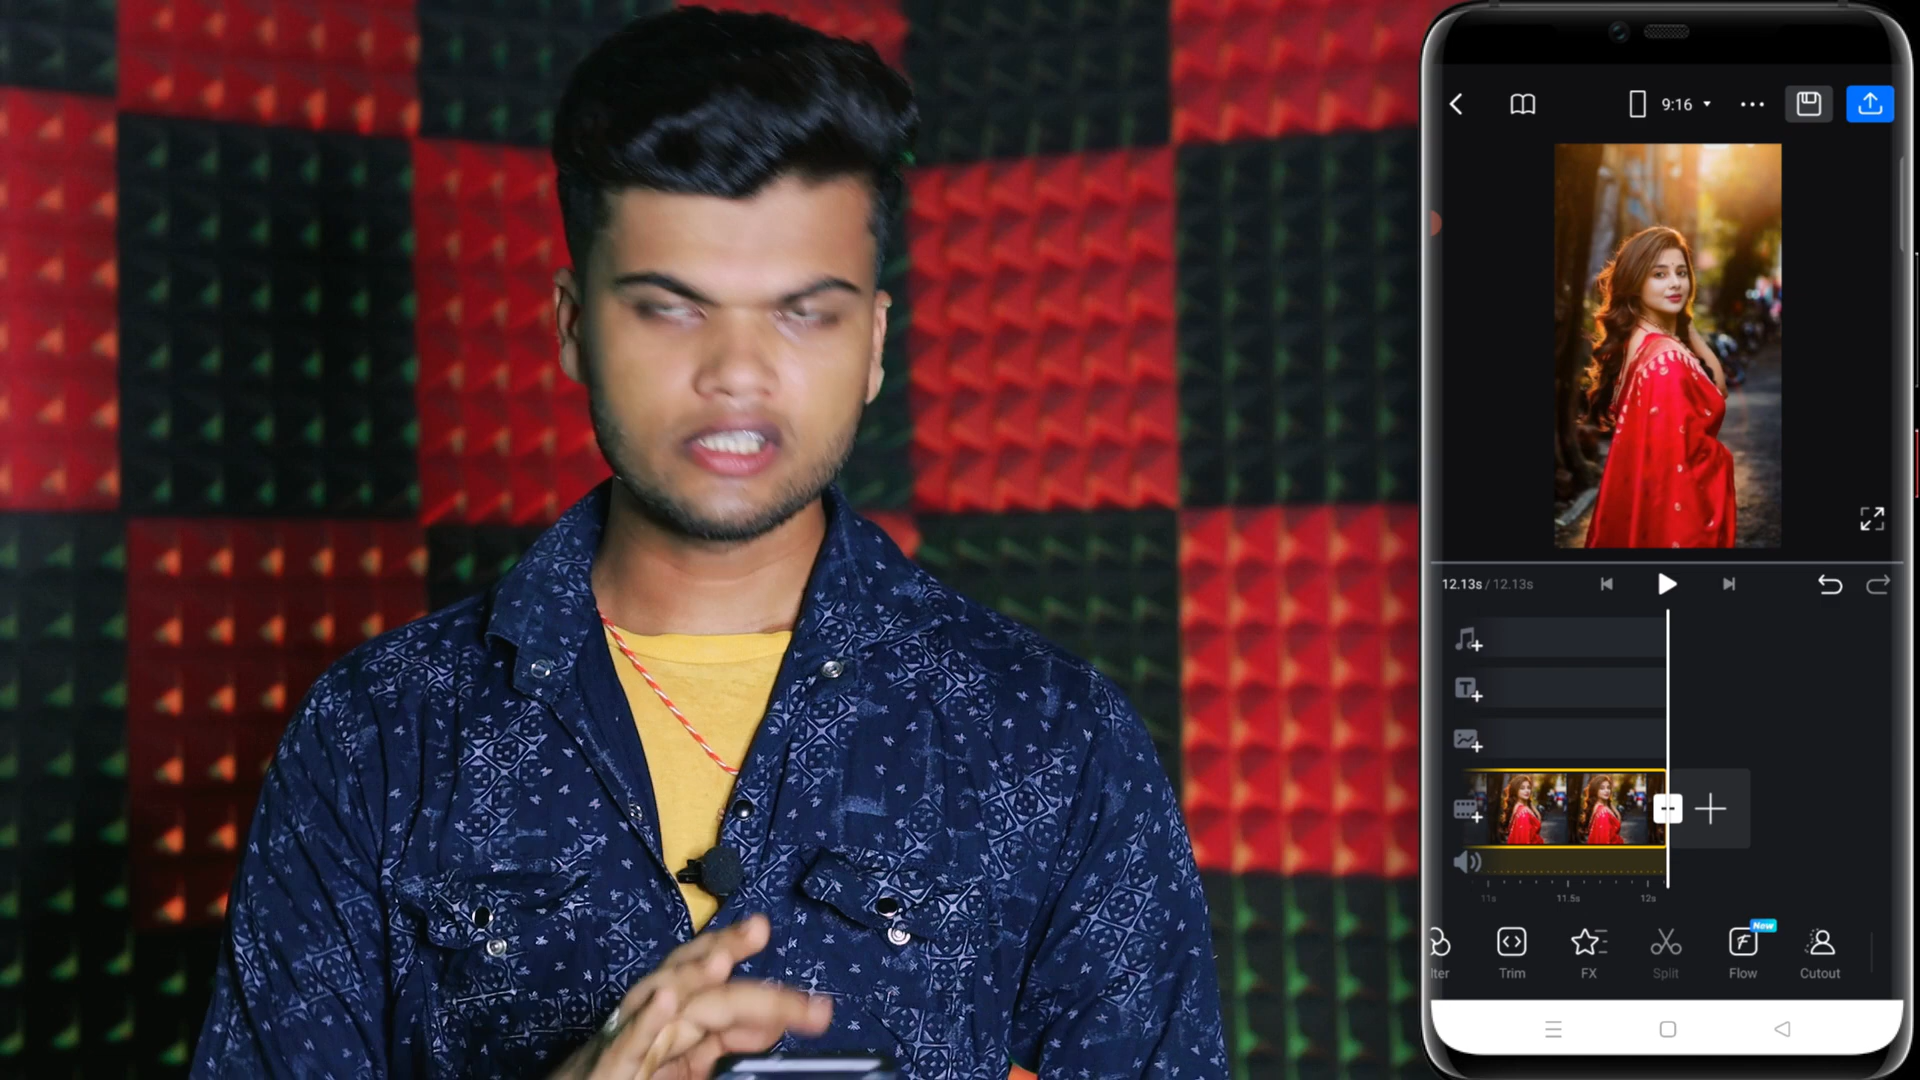 9:16
12.13s / 12.13s
11s 11.5s 12s
New
lter Trim FX Split Flow Cutout